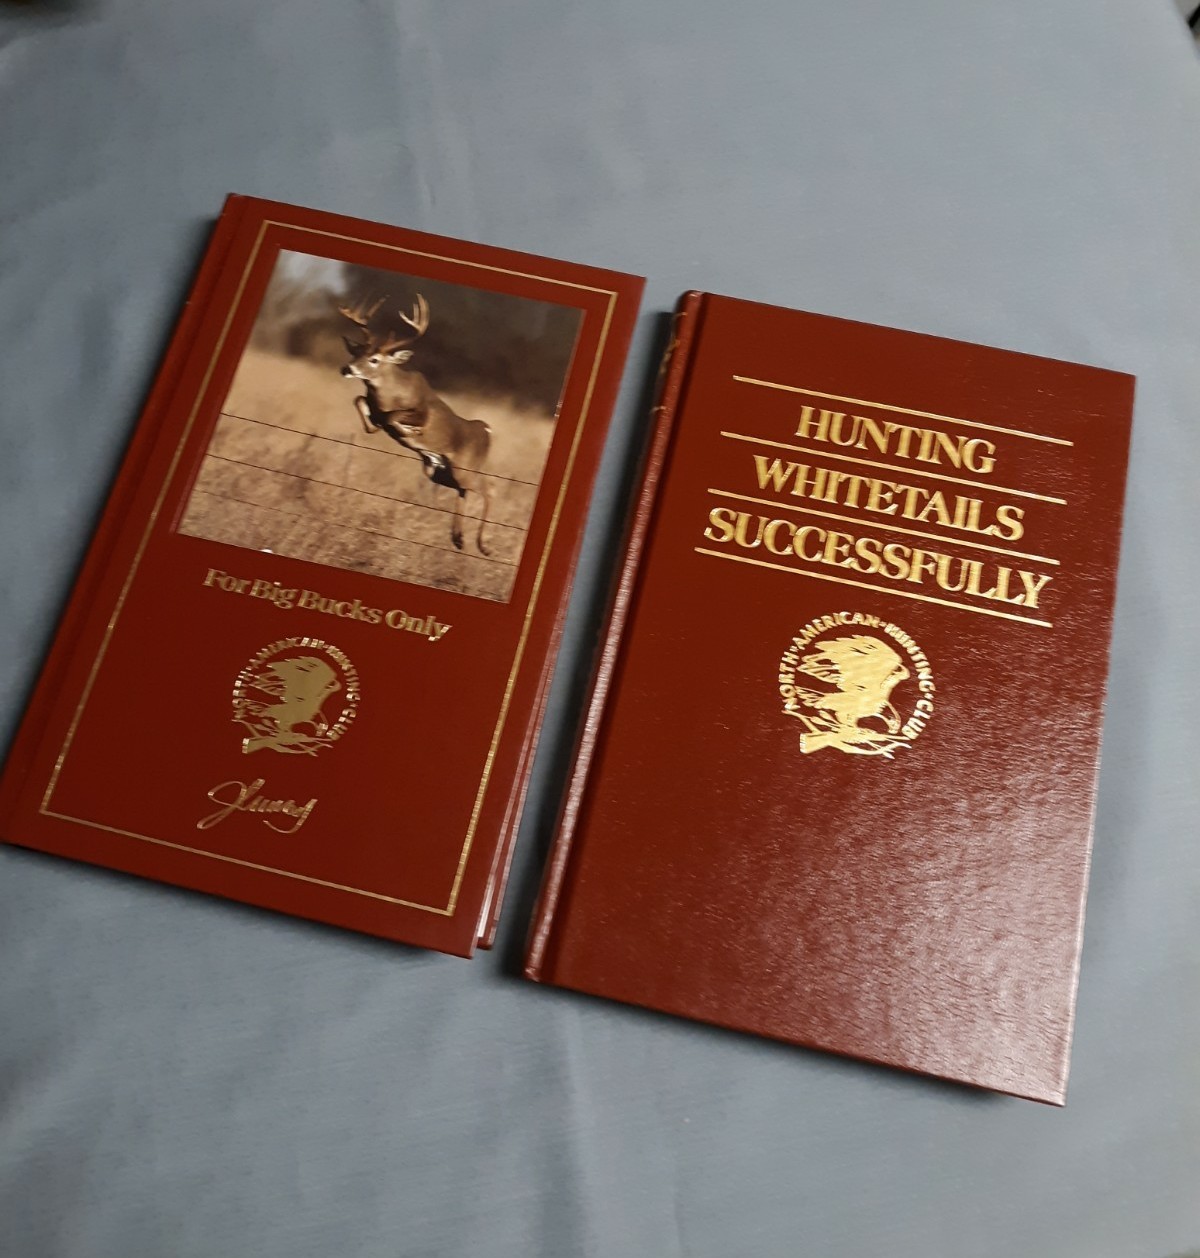 For Big Bucks Only
NORTH•AMERICAN•HUNTING•CLUB
HUNTING
WHITETAILS
SUCCESSFULLY
NORTH•AMERICAN•HUNTING•CLUB